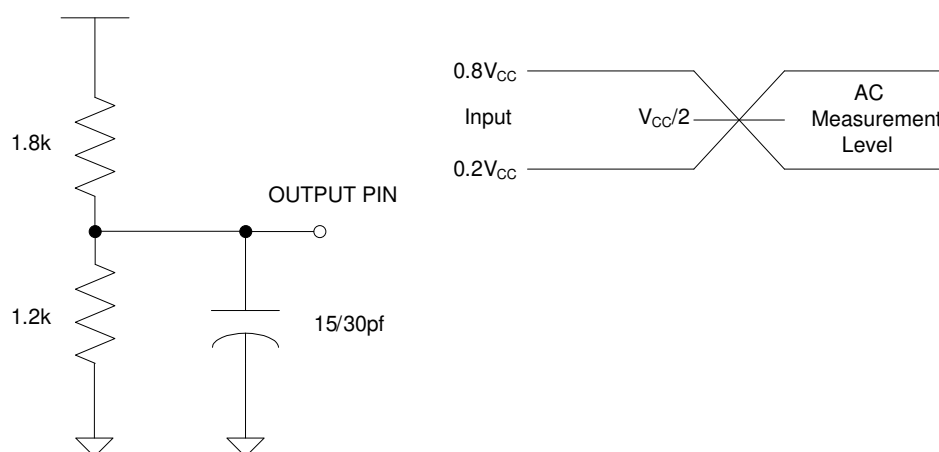 1.8k
OUTPUT PIN
1.2k
15/30pf
0.8VCC
Input
VCC/2
0.2VCC
AC
Measurement
Level